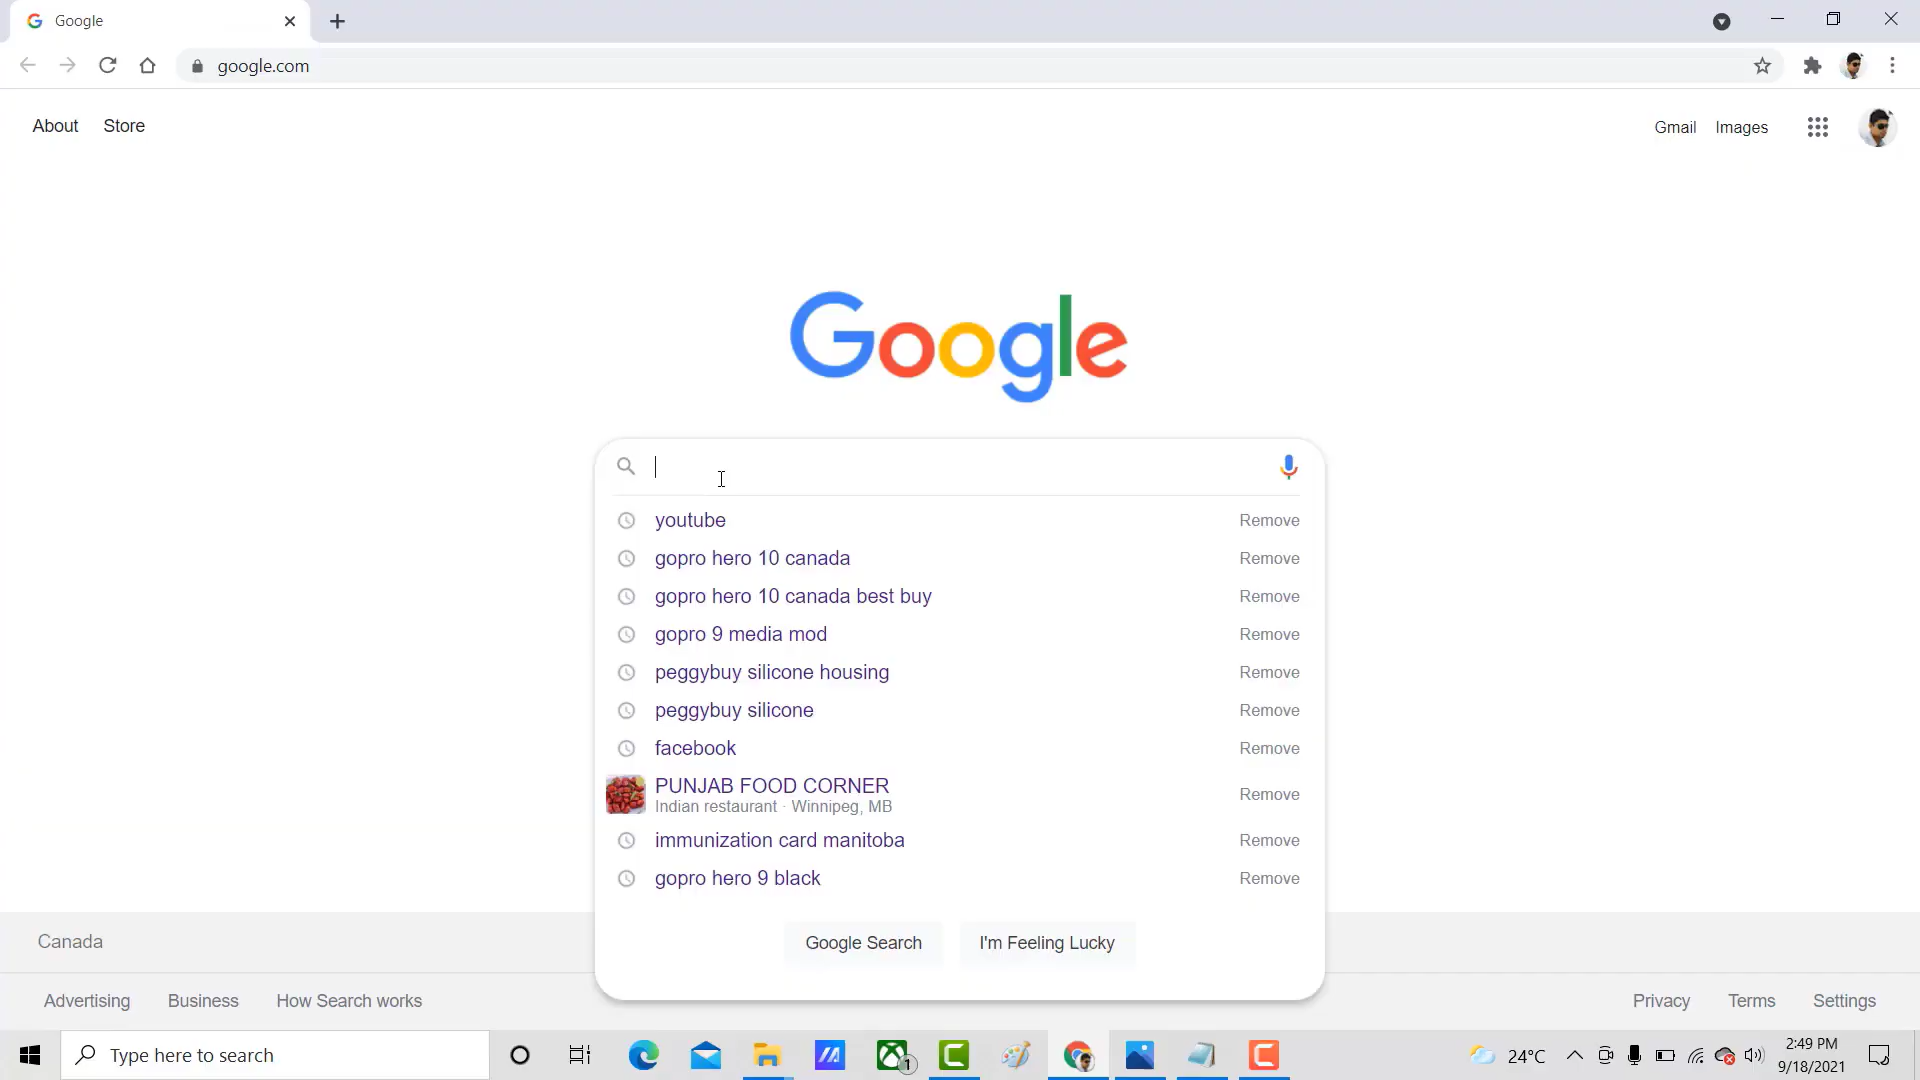 Google
google.com
About Store
Gmail Images
Google
youtube Remove
gopro hero 10 canada Remove
gopro hero 10 canada best buy Remove
gopro 9 media mod Remove
peggybuy silicone housing Remove
peggybuy silicone Remove
facebook Remove
PUNJAB FOOD CORNER
Indian restaurant · Winnipeg, MB
Remove
immunization card manitoba Remove
gopro hero 9 black Remove
Google Search I'm Feeling Lucky
Canada
Advertising Business How Search works
Privacy Terms Settings
Type here to search
1
24°C
2:49 PM
9/18/2021